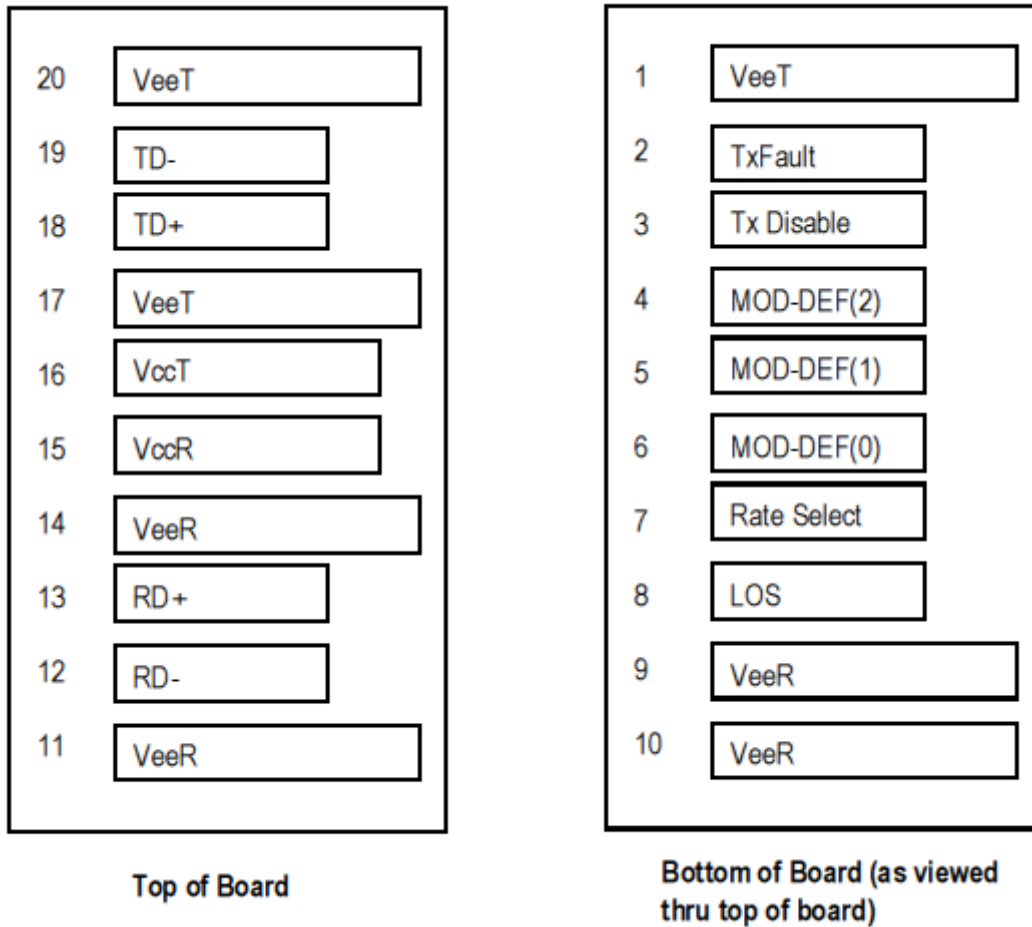 20 VeeT
19 TD-
18 TD+
17 VeeT
16 VccT
15 VccR
14 VeeR
13 RD+
12 RD-
11 VeeR
Top of Board
1 VeeT
2 TxFault
3 Tx Disable
4 MOD-DEF(2)
5 MOD-DEF(1)
6 MOD-DEF(0)
7 Rate Select
8 LOS
9 VeeR
10 VeeR
Bottom of Board (as viewed
thru top of board)